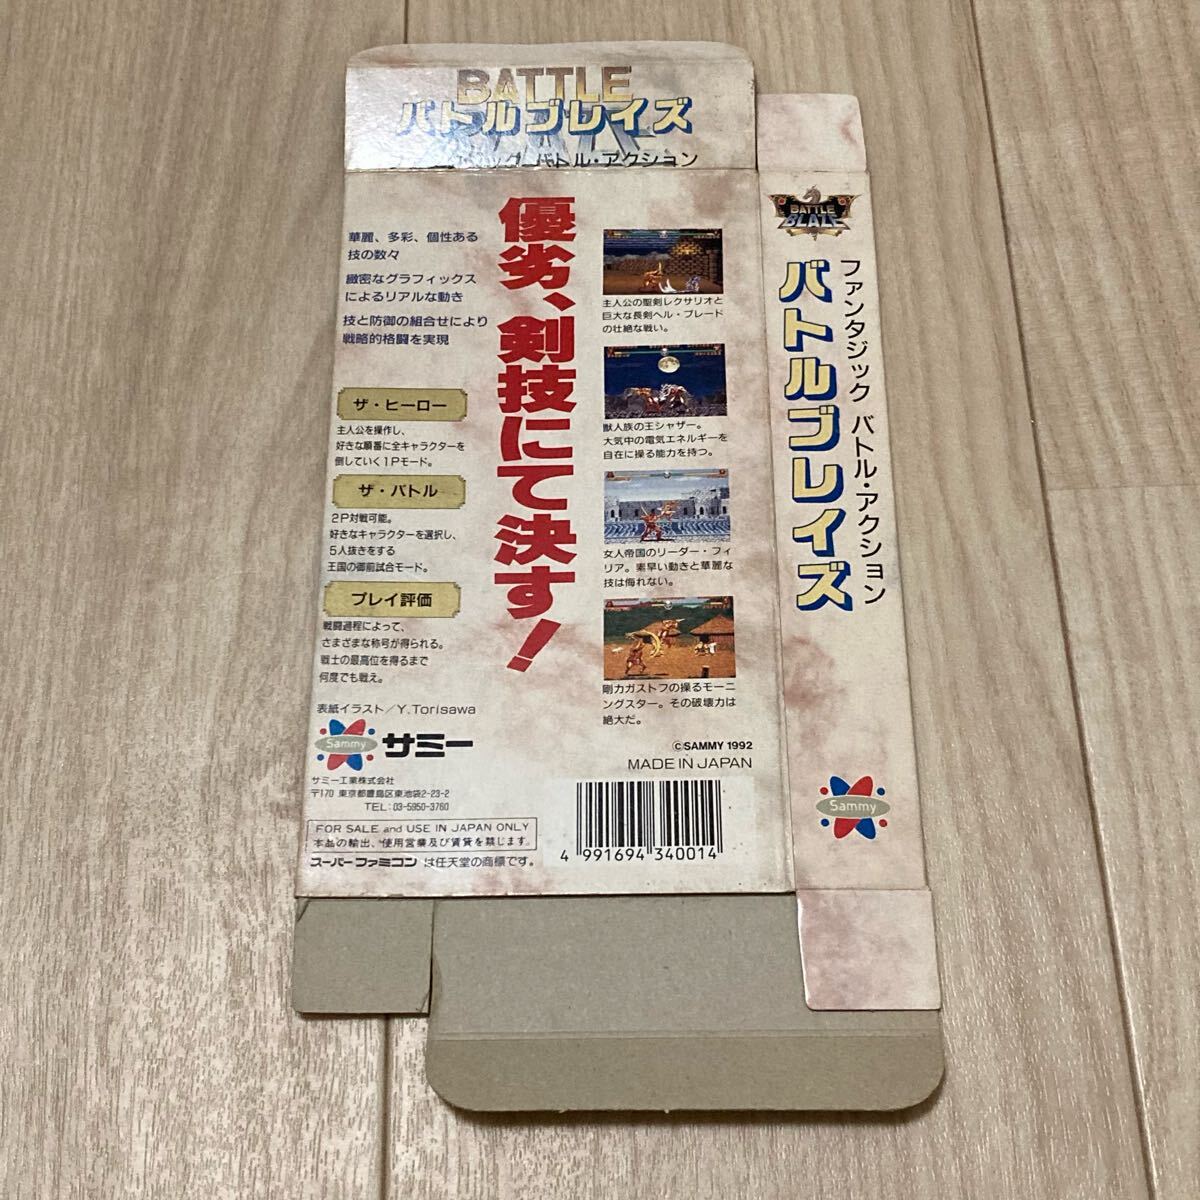 BATTLE
バトルブレイズ
バトル・アクション
優劣、剣技にて決す！
華麗、多彩、個性ある
技の数々
緻密なグラフィックス
によるリアルな動き
技と防御の組合せにより
戦略的格闘を実現
ザ・ヒーロー
主人公を操作し、
好きな順番に全キャラクターを
倒していく1Pモード。
ザ・バトル
2P対戦可能。
好きなキャラクターを選択し、
5人抜きをする
王国の御前試合モード。
プレイ評価
戦闘過程によって、
さまざまな称号が得られる。
戦士の最高位を得るまで
何度でも戦え。
表紙イラスト／Y.Torisawa
Sammy サミー
サミー工業株式会社
〒170 東京都豊島区東池袋2-23-2
TEL：03-5950-3760
FOR SALE and USE IN JAPAN ONLY
本品の輸出、使用営業及び賃貸を禁じます。
スーパーファミコン は任天堂の商標です。
主人公の聖剣レクサリオと
巨大な長剣ヘル・ブレード
の壮絶な戦い。
獣人族の王シャザー。
大気中の電気エネルギーを
自在に操る能力を持つ。
女人帝国のリーダー・フィ
リア。素早い動きと華麗な
技は侮れない。
剛力ガストフの操るモーニ
ングスター。その破壊力は
絶大だ。
©SAMMY 1992
MADE IN JAPAN
4 991694 340014
BATTLE
BLAZE
ファンタジック バトル・アクション
バトルブレイズ
Sammy